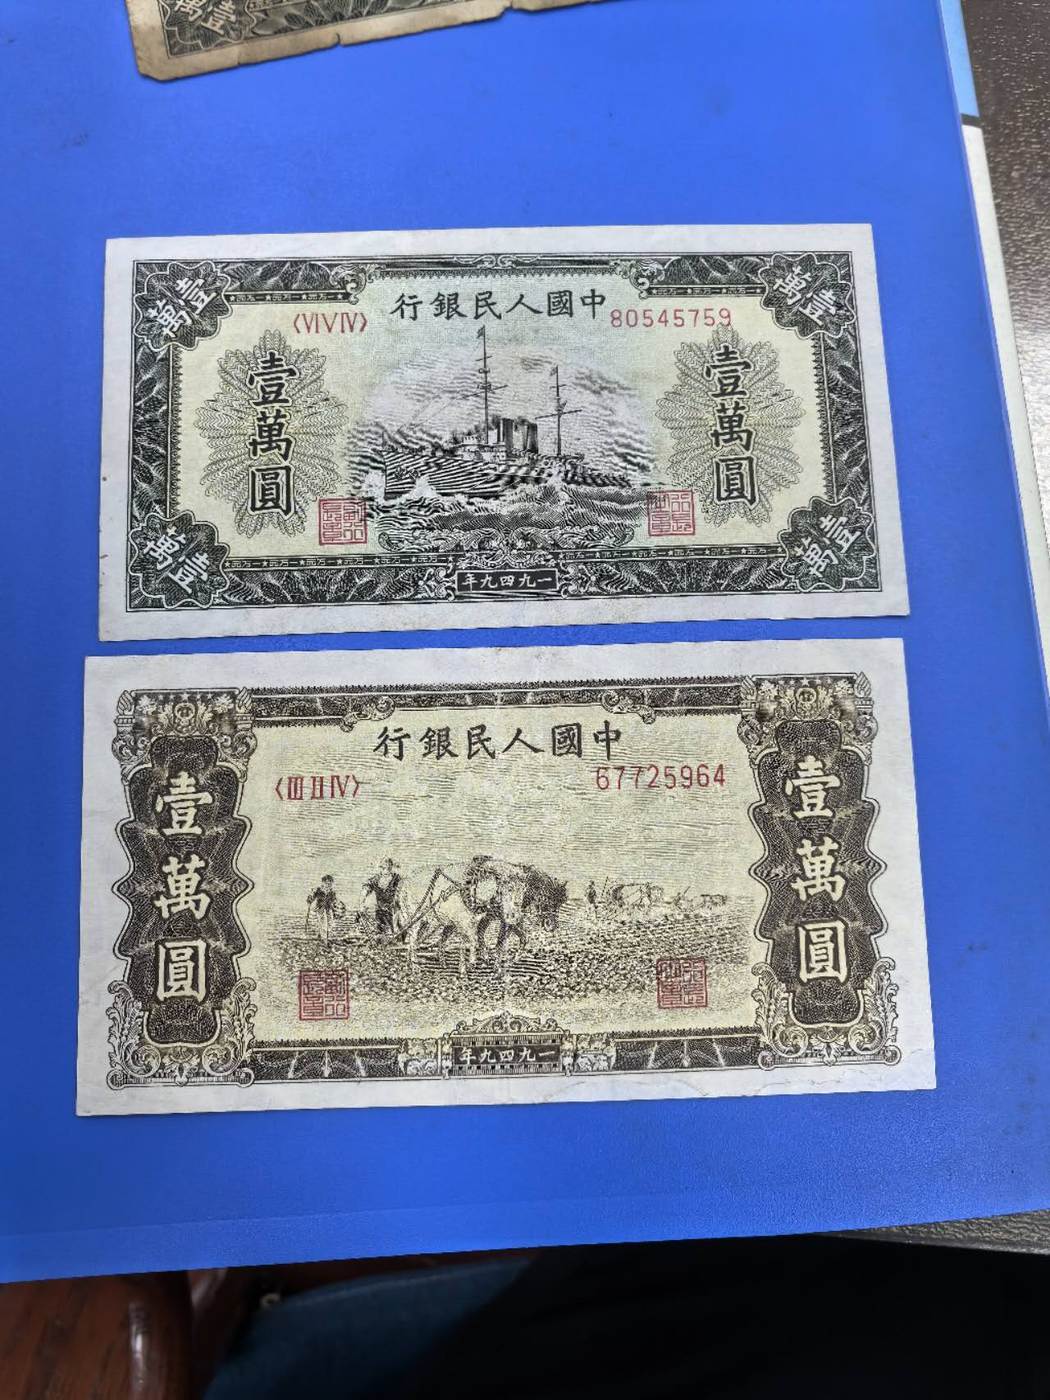 行銀民人國中
〈VI V IV〉
80545759
壹萬圓
壹萬圓
萬壹
萬壹
萬壹
萬壹
年九四九一
行銀民人國中
〈III II IV〉
67725964
壹萬圓
壹萬圓
年九四九一